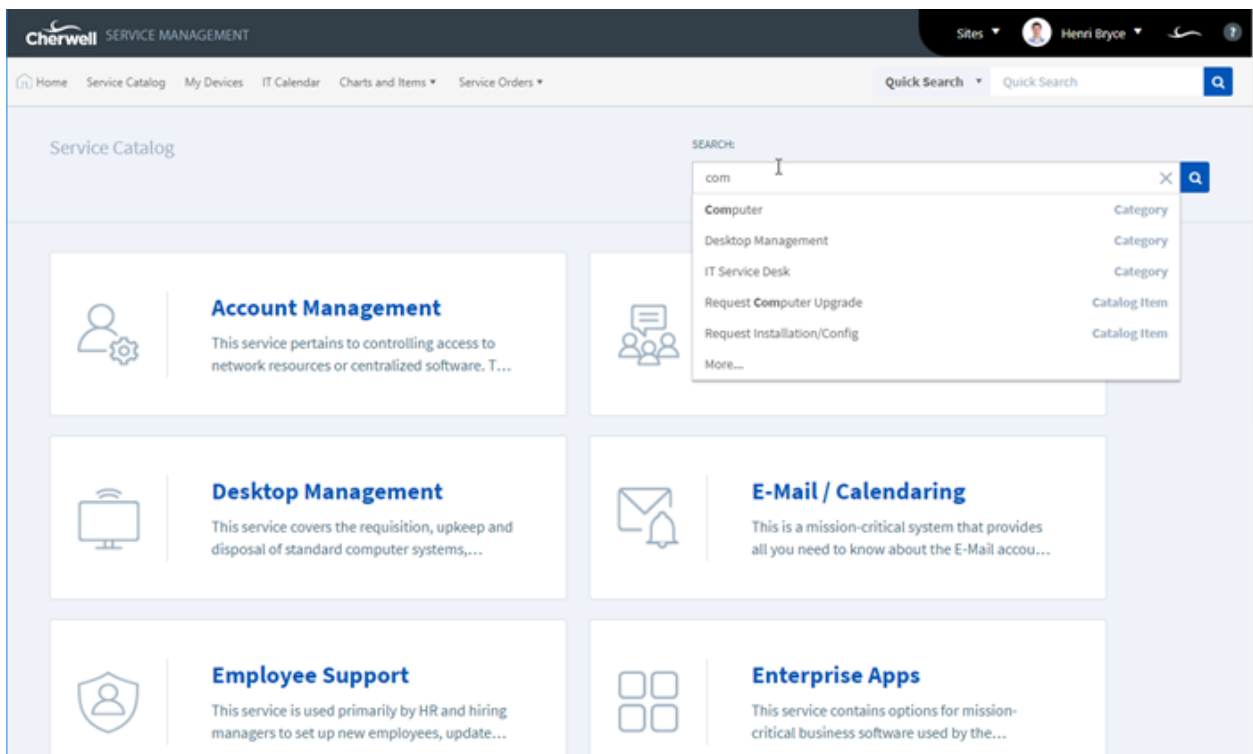 Cherwell SERVICE MANAGEMENT
Sites
Henri Bryce
?
Home
Service Catalog
My Devices
IT Calendar
Charts and Items
Service Orders
Quick Search
Quick Search
Service Catalog
SEARCH:
com
Computer Category
Desktop Management Category
IT Service Desk Category
Request Computer Upgrade Catalog Item
Request Installation/Config Catalog Item
More...
Account Management
This service pertains to controlling access to
network resources or centralized software. T...
Desktop Management
This service covers the requisition, upkeep and
disposal of standard computer systems,...
E-Mail / Calendaring
This is a mission-critical system that provides
all you need to know about the E-Mail accou...
Employee Support
This service is used primarily by HR and hiring
managers to set up new employees, update...
Enterprise Apps
This service contains options for mission-
critical business software used by the...